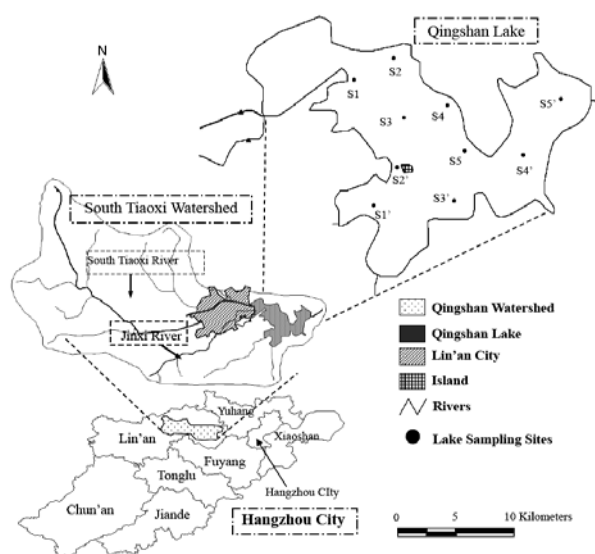 Qingshan Lake
N
S1
S2
S3
S4
S5'
S5
S4'
S2'
S1'
S3'
South Tiaoxi Watershed
South Tiaoxi River
Jinxi River
Qingshan Watershed
Qingshan Lake
Lin'an City
Island
Rivers
Lake Sampling Sites
Yuhang
Lin'an
Xiaoshan
Fuyang
Tonglu
Hangzhou CIty
Chun'an
Jiande
Hangzhou City
0 5 10 Kilometers